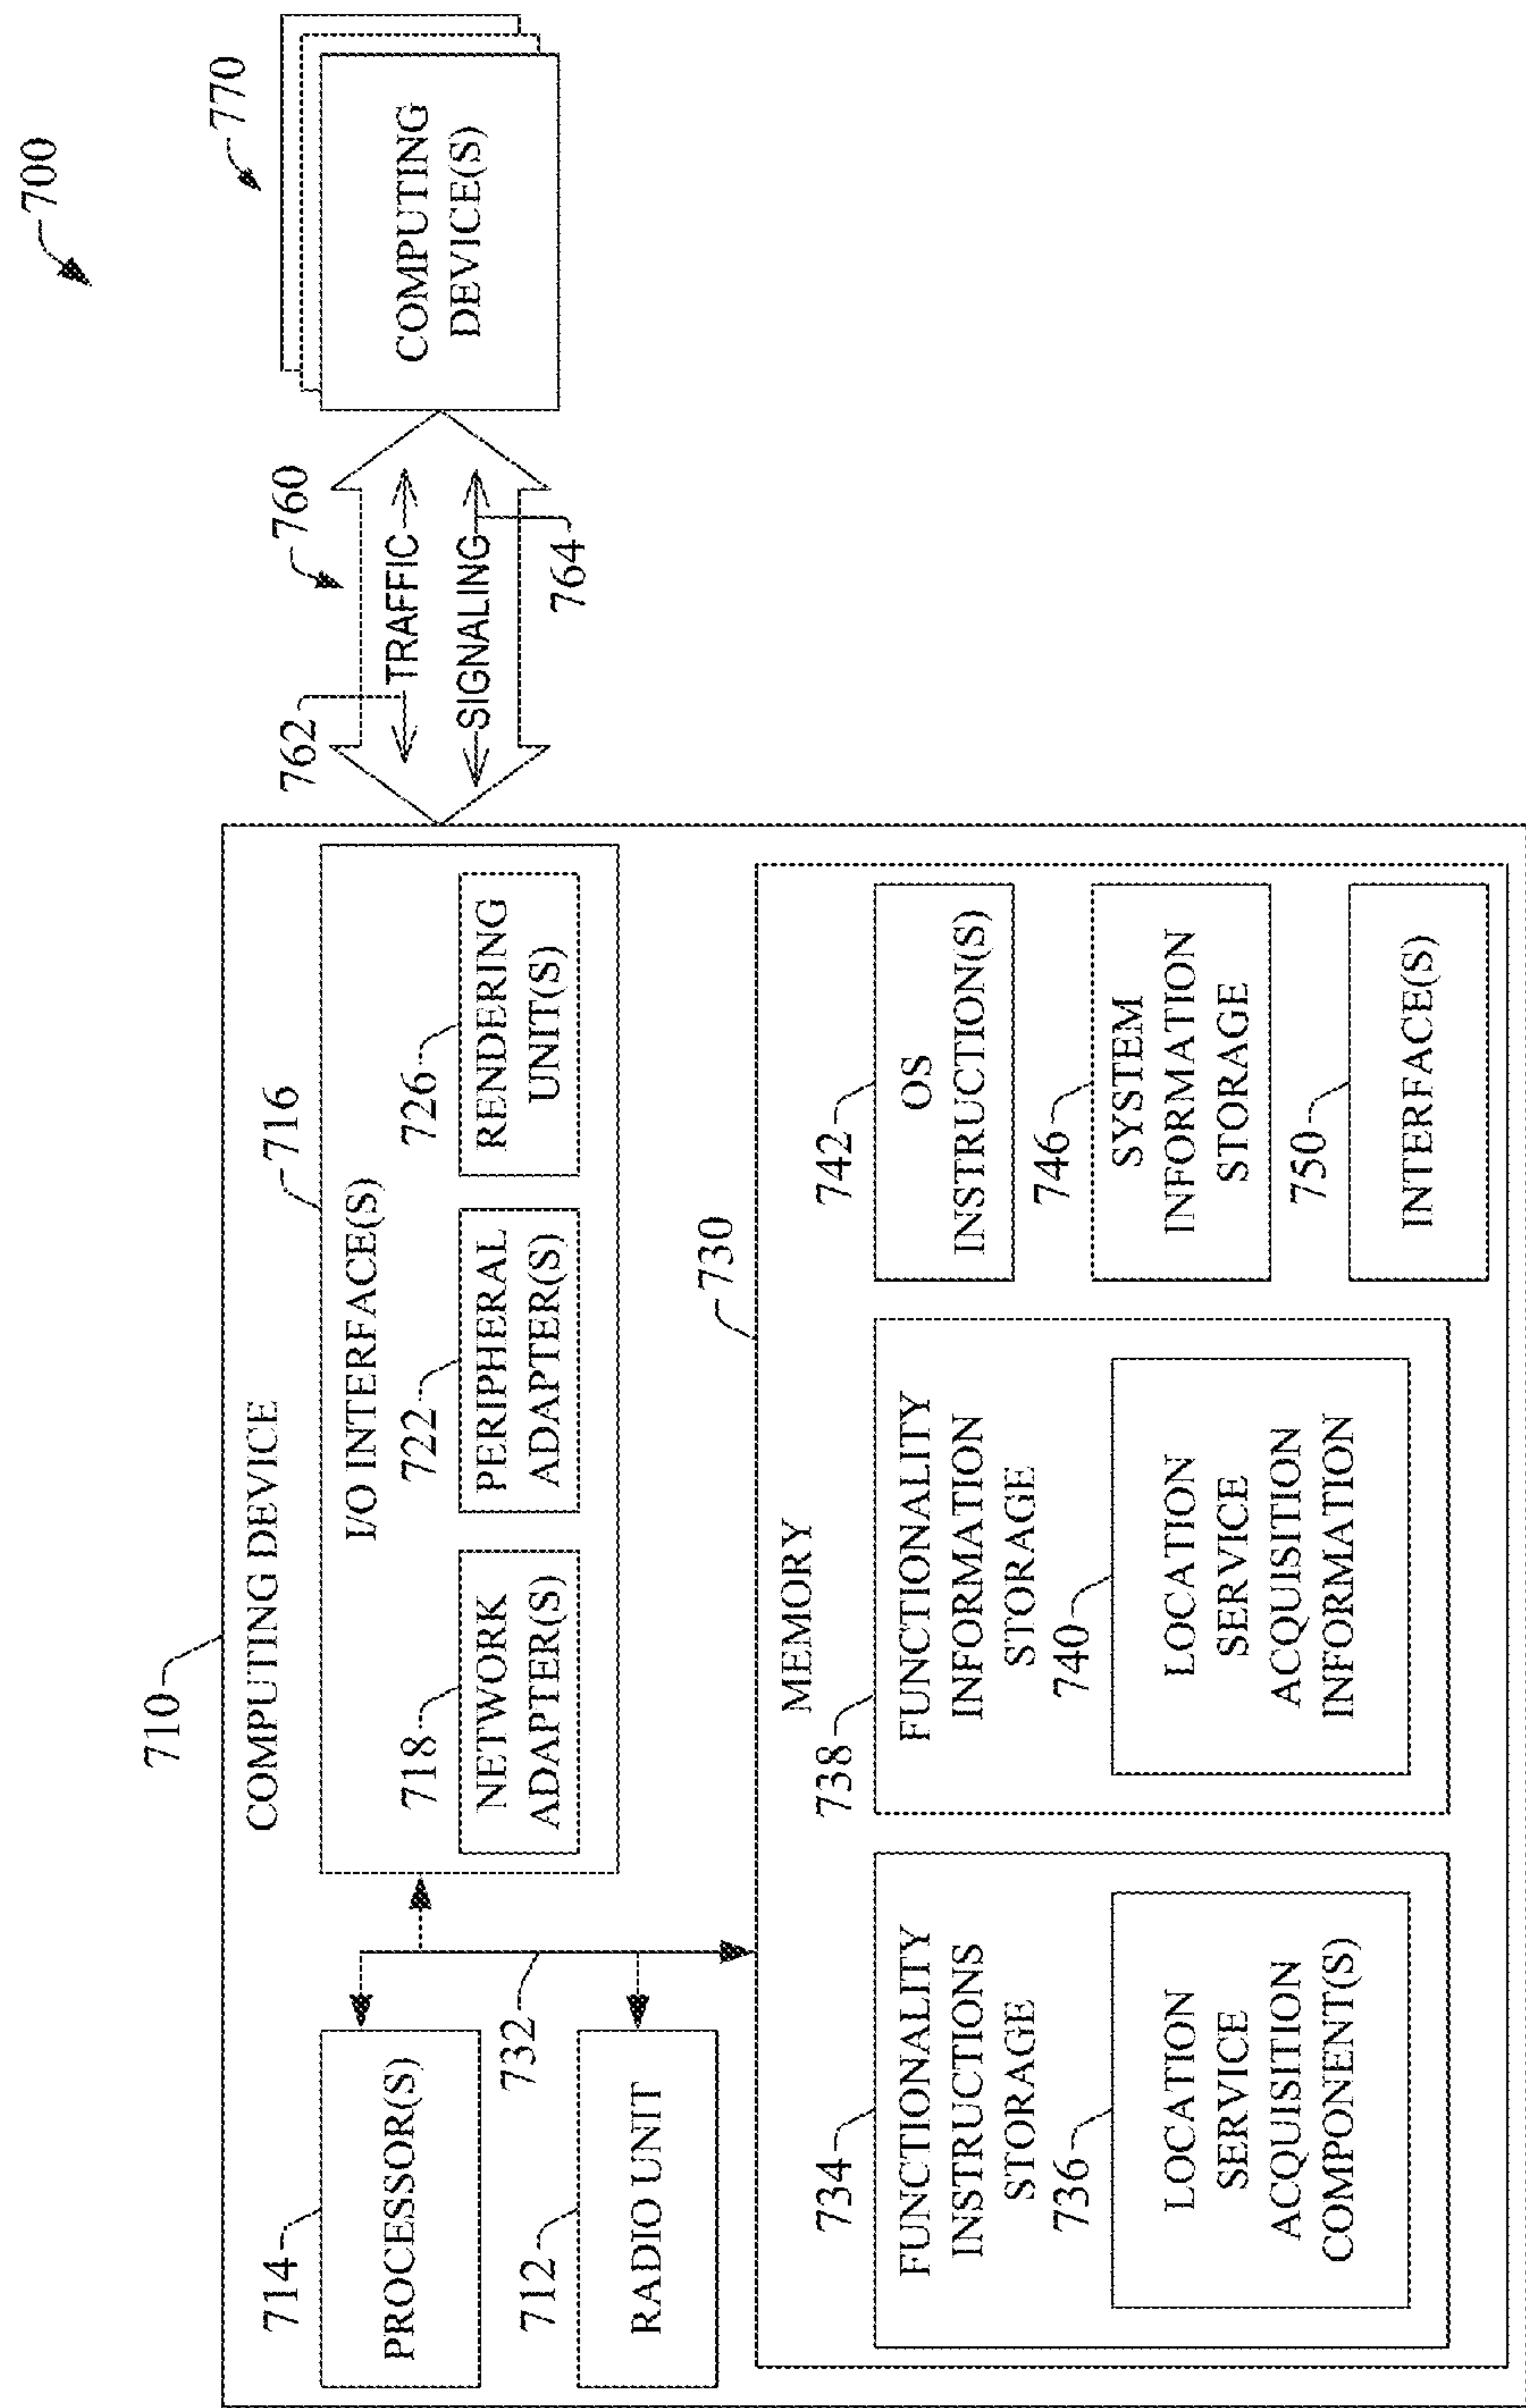 700
710
COMPUTING DEVICE
714
PROCESSOR(S)
712
RADIO UNIT
732
716
I/O INTERFACE(S)
718
NETWORK
ADAPTER(S)
722
PERIPHERAL
ADAPTER(S)
726
RENDERING
UNIT(S)
762
760
TRAFFIC
SIGNALING
764
770
COMPUTING
DEVICE(S)
730
MEMORY
734
FUNCTIONALITY
INSTRUCTIONS
STORAGE
736
LOCATION
SERVICE
ACQUISITION
COMPONENT(S)
738
FUNCTIONALITY
INFORMATION
STORAGE
740
LOCATION
SERVICE
ACQUISITION
INFORMATION
742
OS
INSTRUCTION(S)
746
SYSTEM
INFORMATION
STORAGE
750
INTERFACE(S)